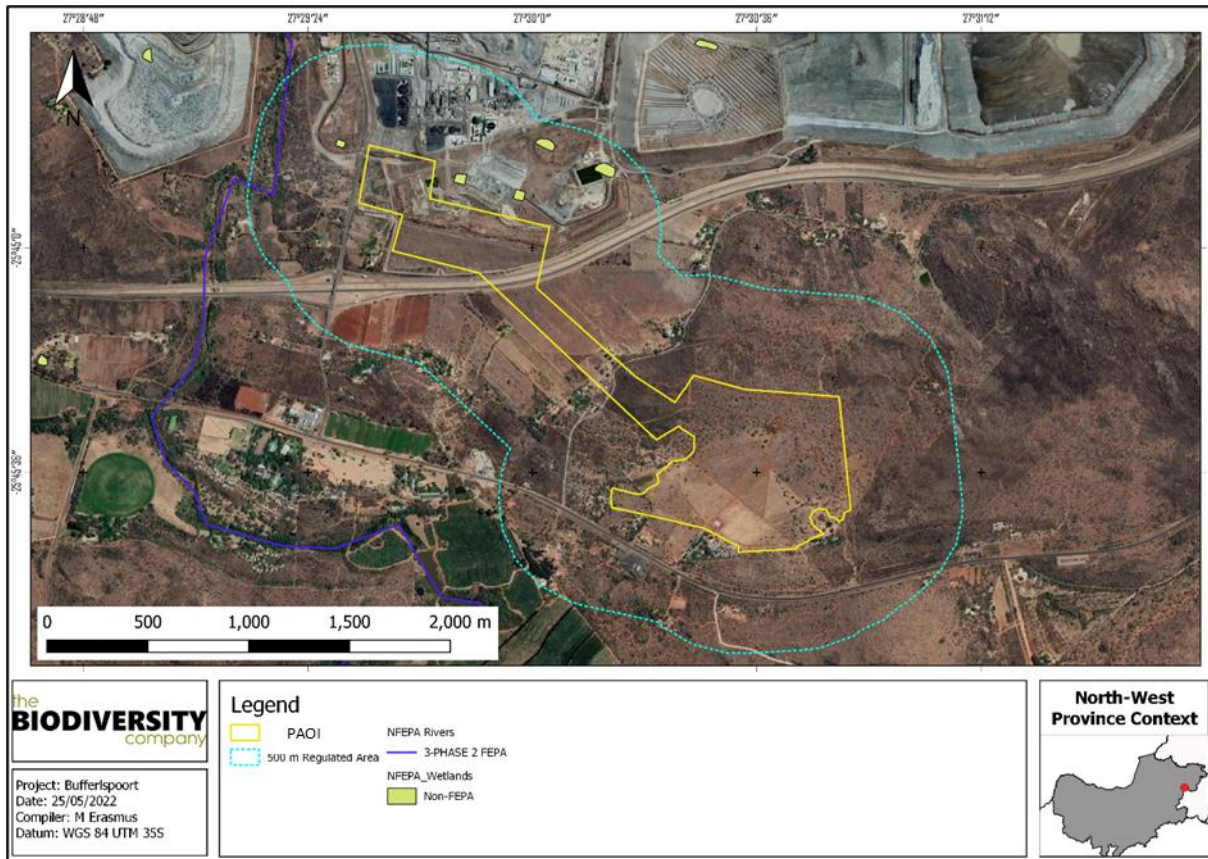 27°28'48"
27°29'24"
27°30'0"
27°30'36"
27°31'12"
N
-25°45'0"
-25°45'36"
0 500 1,000 1,500 2,000 m
the
BIODIVERSITY
company
Project: Bufferlspoort
Date: 25/05/2022
Compiler: M Erasmus
Datum: WGS 84 UTM 35S
Legend
PAOI
500 m Regulated Area
NFEPA Rivers
3-PHASE 2 FEPA
NFEPA_Wetlands
Non-FEPA
North-West
Province Context